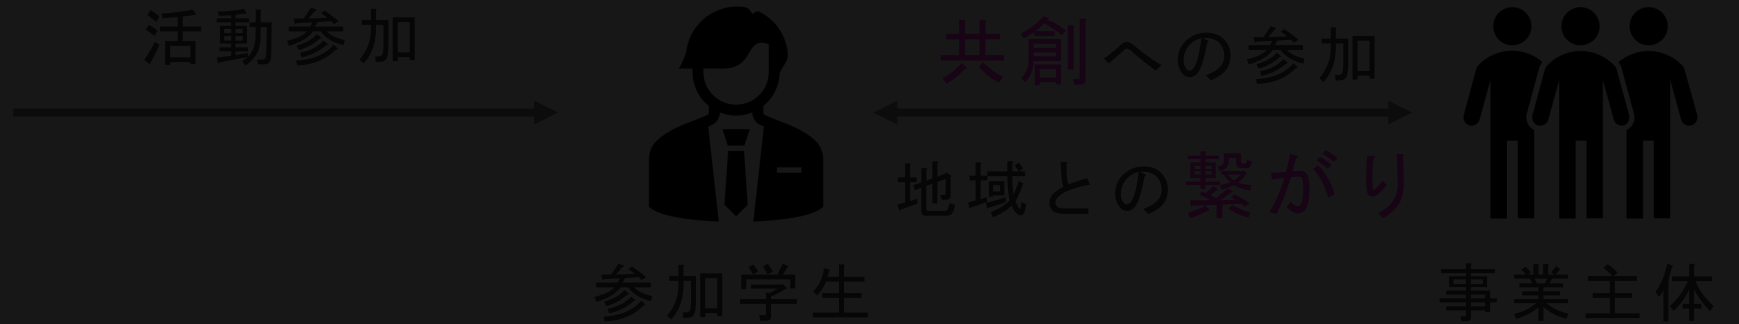 活動参加
共創への参加
地域との繋がり
参加学生
事業主体